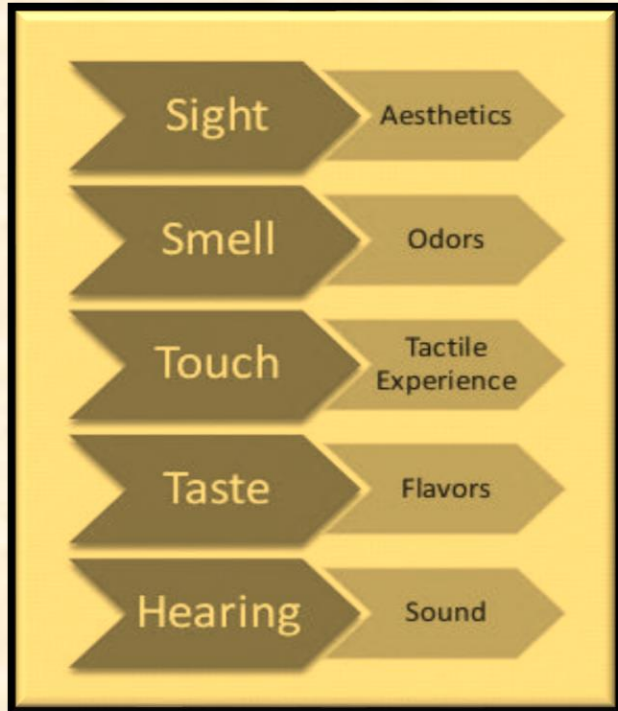 Sight
Aesthetics
Smell
Odors
Touch
Tactile
Experience
Taste
Flavors
Hearing
Sound